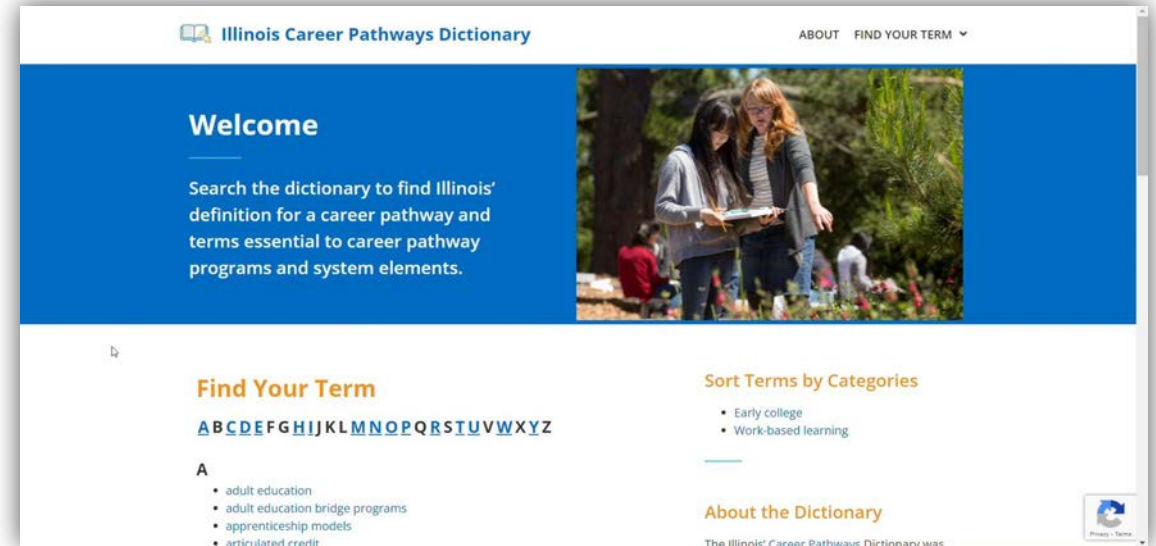 Illinois Career Pathways Dictionary
ABOUT FIND YOUR TERM
Welcome
Search the dictionary to find Illinois'
definition for a career pathway and
terms essential to career pathway
programs and system elements.
Find Your Term
A B C D E F G H I J K L M N O P Q R S T U V W X Y Z
A
• adult education
• adult education bridge programs
• apprenticeship models
• articulated credit
Sort Terms by Categories
• Early college
• Work-based learning
About the Dictionary
The Illinois' Career Pathways Dictionary was
Privacy - Terms